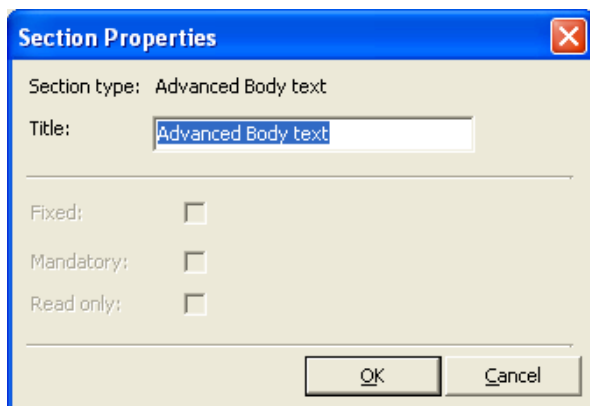 Section Properties
Section type: Advanced Body text
Title: Advanced Body text
Fixed:
Mandatory:
Read only:
OK Cancel